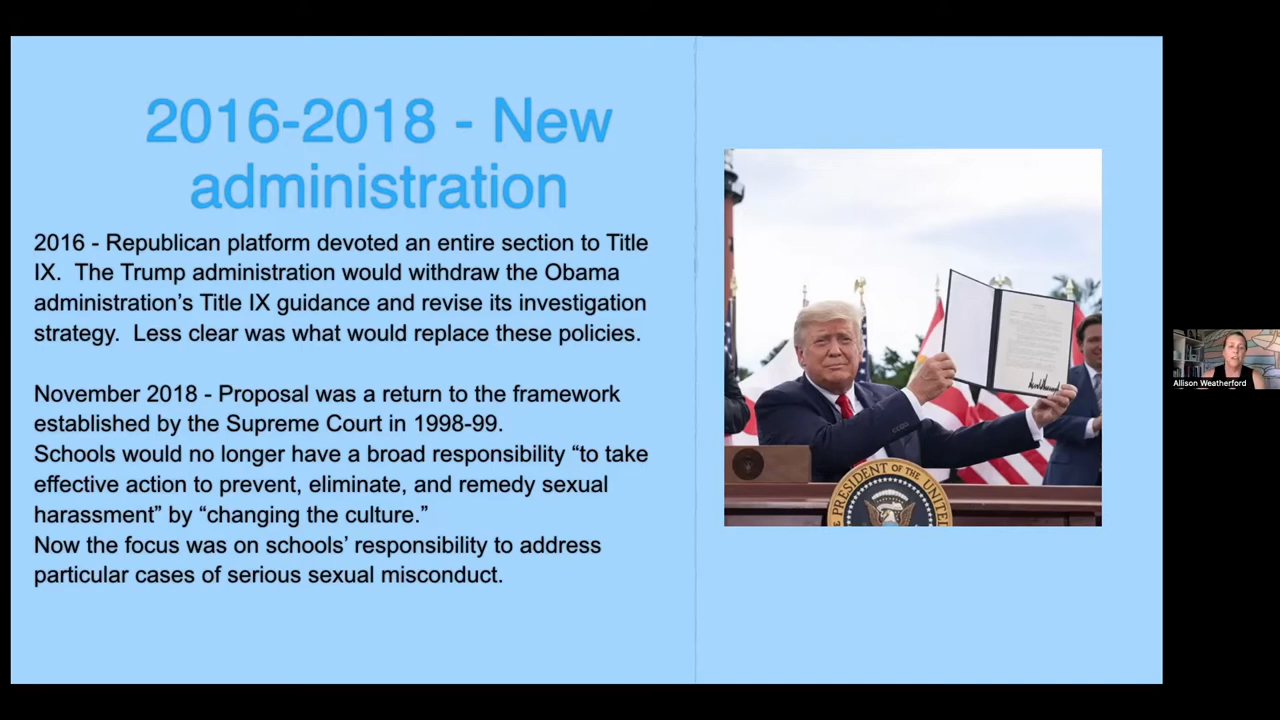 2016-2018 - New
administration
2016 - Republican platform devoted an entire section to Title
IX.  The Trump administration would withdraw the Obama
administration’s Title IX guidance and revise its investigation
strategy.  Less clear was what would replace these policies.
November 2018 - Proposal was a return to the framework
established by the Supreme Court in 1998-99.
Schools would no longer have a broad responsibility “to take
effective action to prevent, eliminate, and remedy sexual
harassment” by “changing the culture.”
Now the focus was on schools’ responsibility to address
particular cases of serious sexual misconduct.
PRESIDENT OF THE UNITED
Allison Weatherford